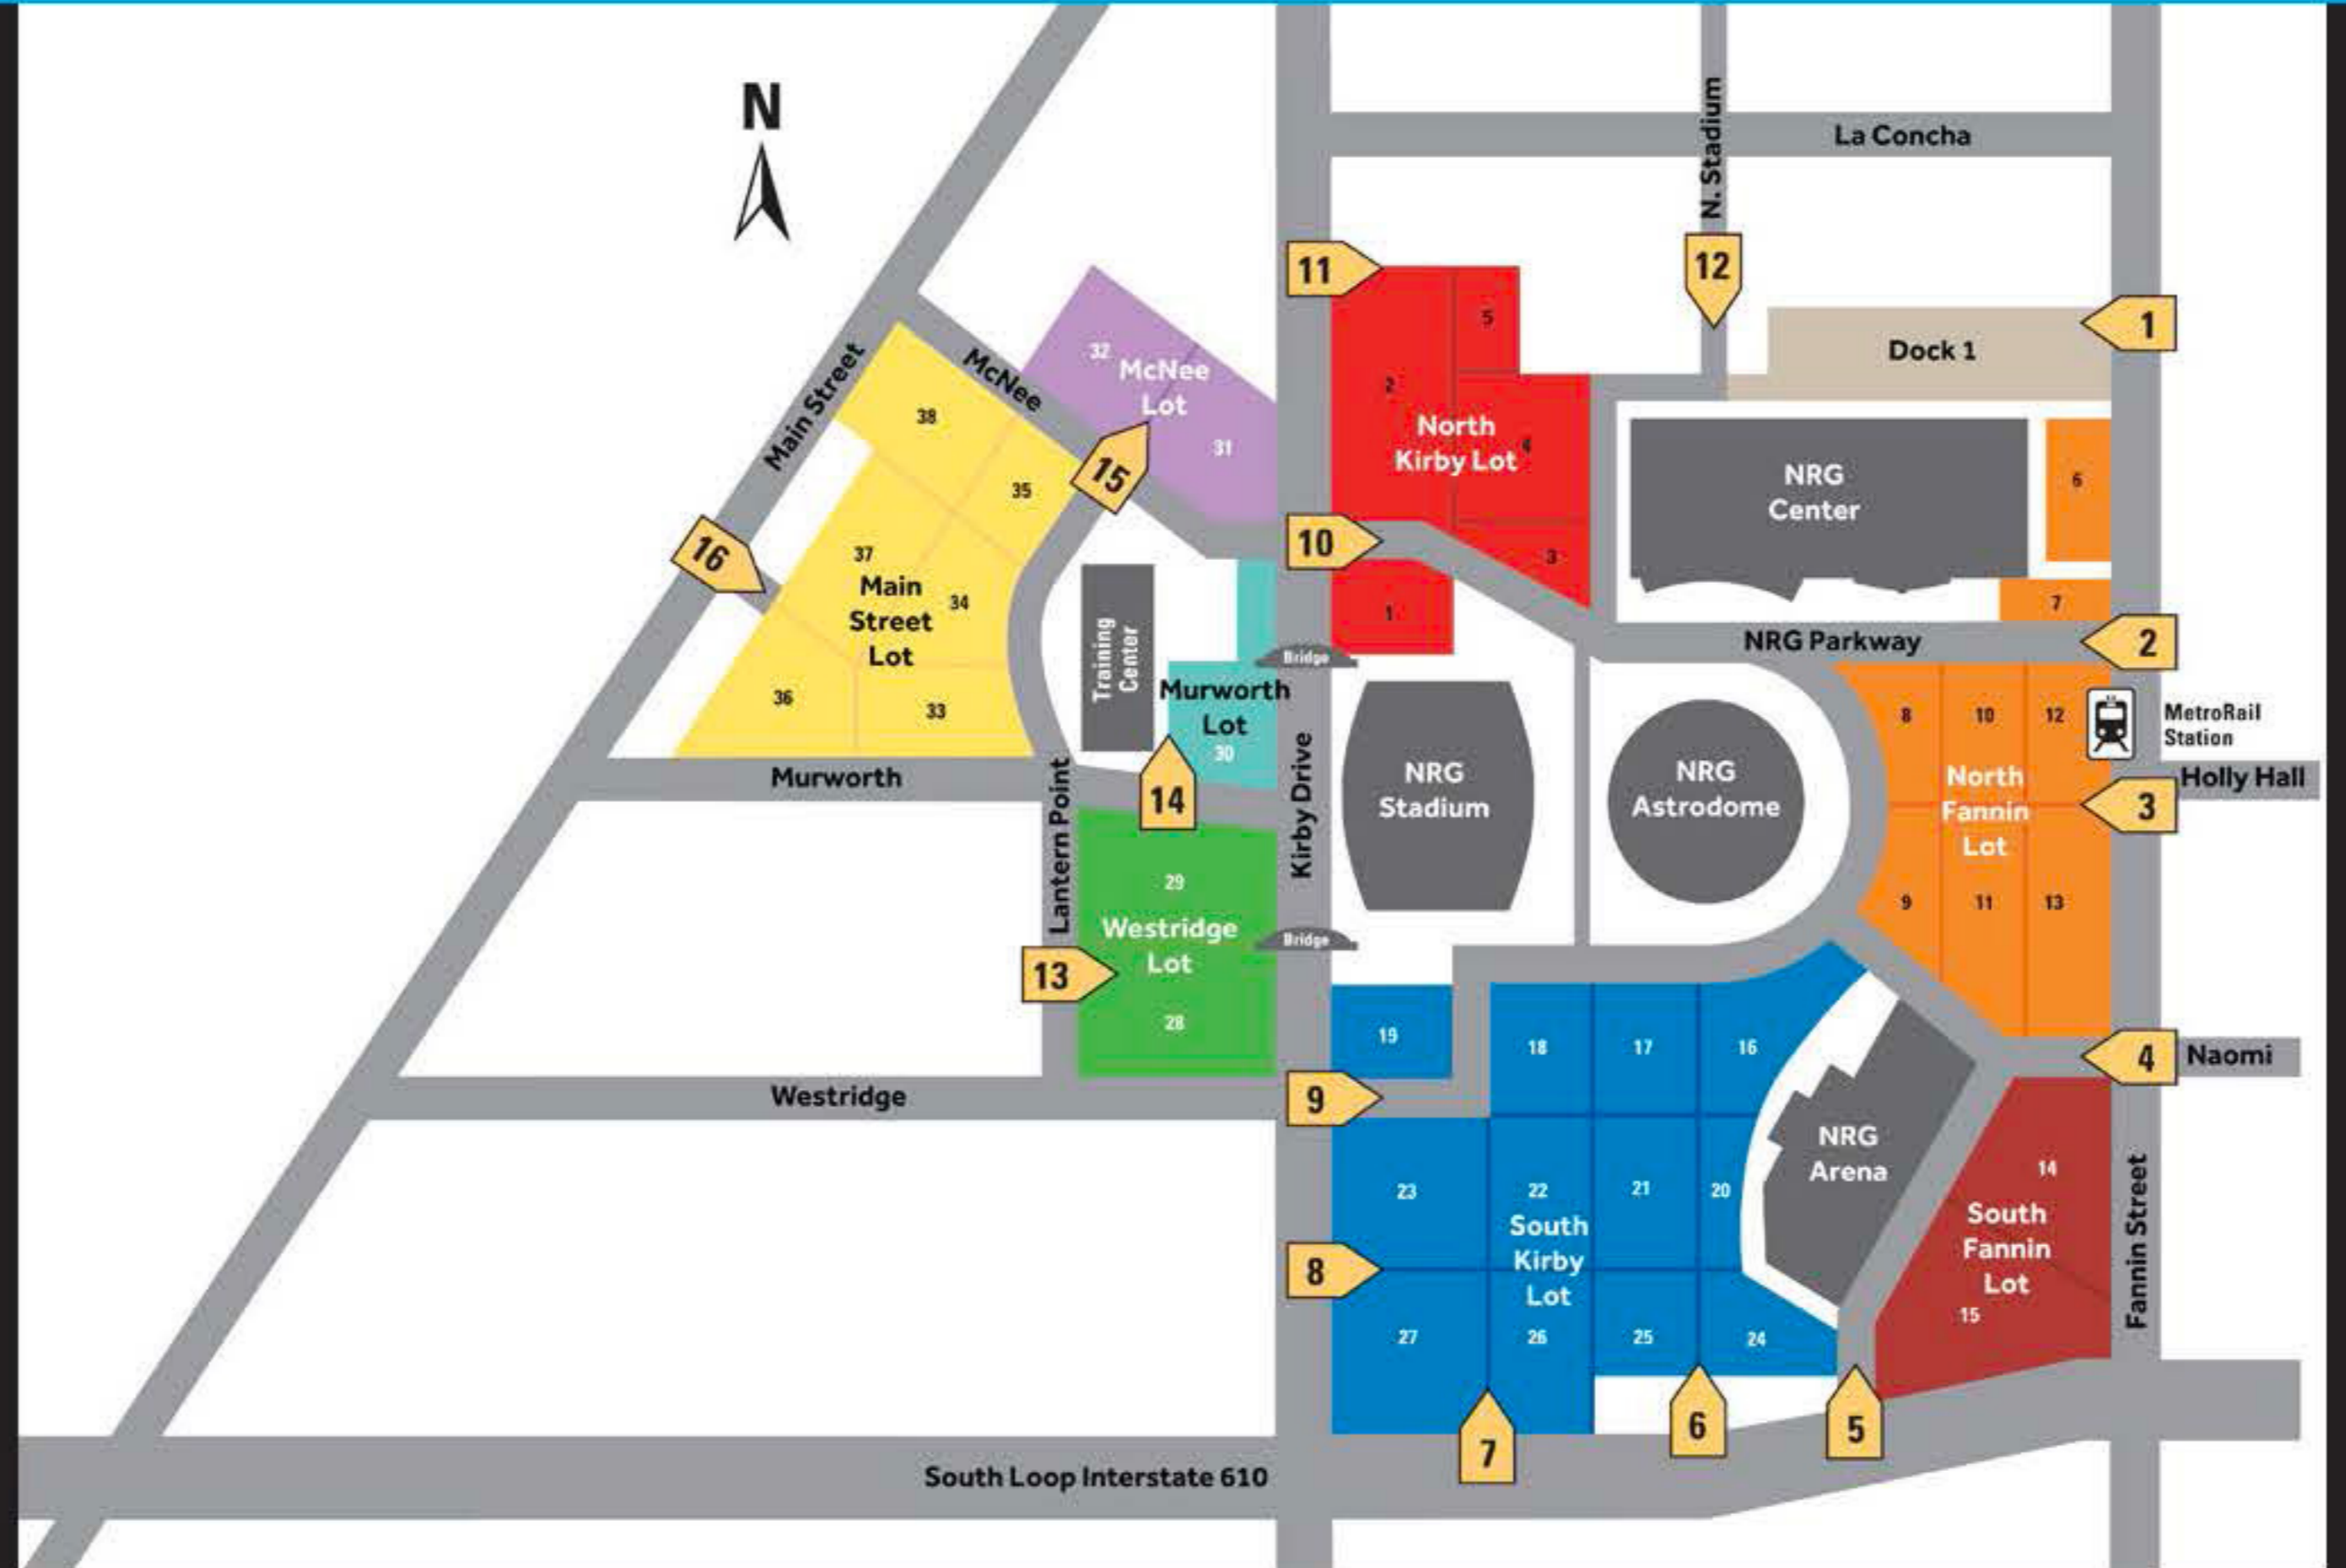 N
La Concha
N. Stadium
11
12
1
5
Dock 1
Main Street
McNee
32
McNee
Lot
2
38
31
North
Kirby Lot
4
15
35
NRG
Center
6
16
37
10
3
Main
Street
Lot
34
1
7
Training
Center
Bridge
NRG Parkway
2
36
33
Murworth
Lot
30
8
10
12
MetroRail
Station
Murworth
14
Kirby Drive
NRG
Stadium
NRG
Astrodome
North
Fannin
Lot
Holly Hall
3
Lantern Point
29
9
11
13
Westridge
Lot
Bridge
13
28
19
18
17
16
4
Naomi
Westridge
9
NRG
Arena
14
23
22
21
20
South
Kirby
Lot
South
Fannin
Lot
Fannin Street
8
15
27
26
25
24
7
6
5
South Loop Interstate 610